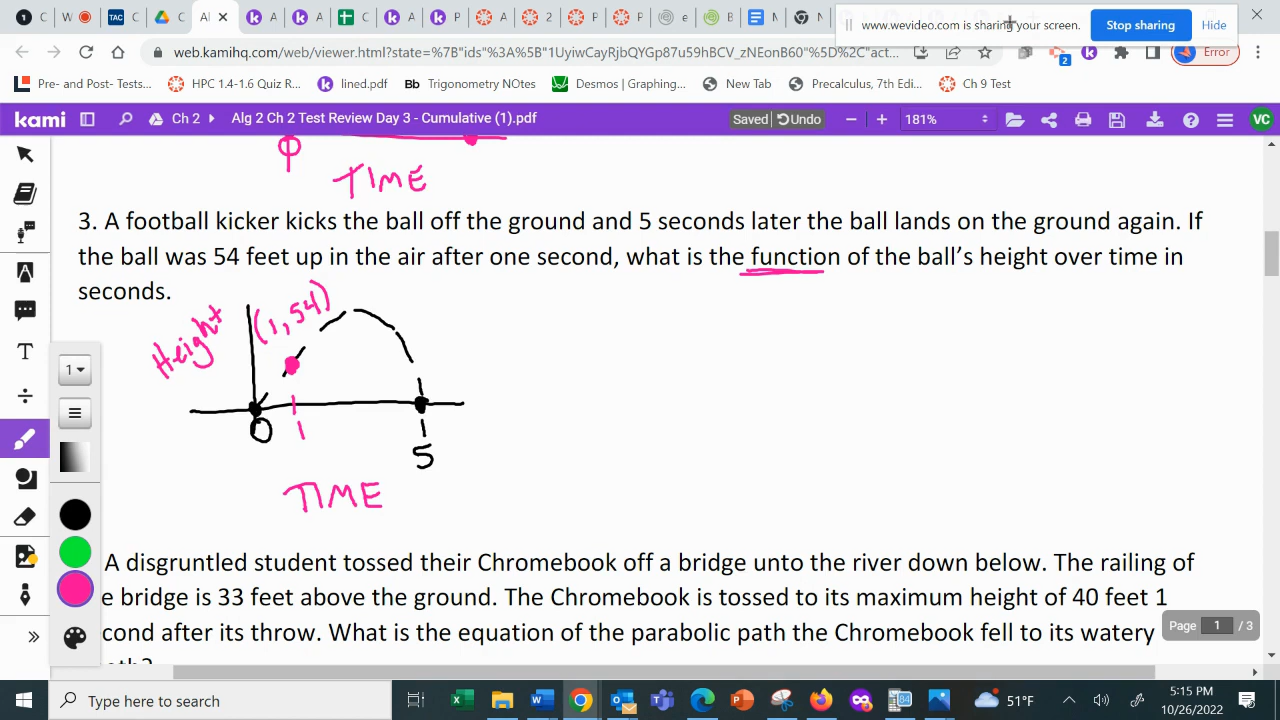 www.wevideo.com is sharing your screen.
Stop sharing
Hide
web.kamihq.com/web/viewer.html?state=%7B"ids"%3A%5B"1UyiwCayRjbQYGp87u59hBCV_zNEonB60"%5D%2C"act...
2
Error
Pre- and Post- Tests...
HPC 1.4-1.6 Quiz R...
lined.pdf
Bb Trigonometry NOtes
Desmos | Graphing...
New Tab
Precalculus, 7th Edi...
Ch 9 Test
kami
Ch 2
Alg 2 Ch 2 Test Review Day 3 - Cumulative (1).pdf
Saved Undo
181%
VC
TIME
3. A football kicker kicks the ball off the ground and 5 seconds later the ball lands on the ground again. If
the ball was 54 feet up in the air after one second, what is the function of the ball's height over time in
seconds.
Height
(1,54)
0
1
5
TIME
A disgruntled student tossed their Chromebook off a bridge unto the river down below. The railing of
e bridge is 33 feet above the ground. The Chromebook is tossed to its maximum height of 40 feet 1
cond after its throw. What is the equation of the parabolic path the Chromebook fell to its watery
Page 1 / 3
1
Type here to search
51°F
5:15 PM
10/26/2022